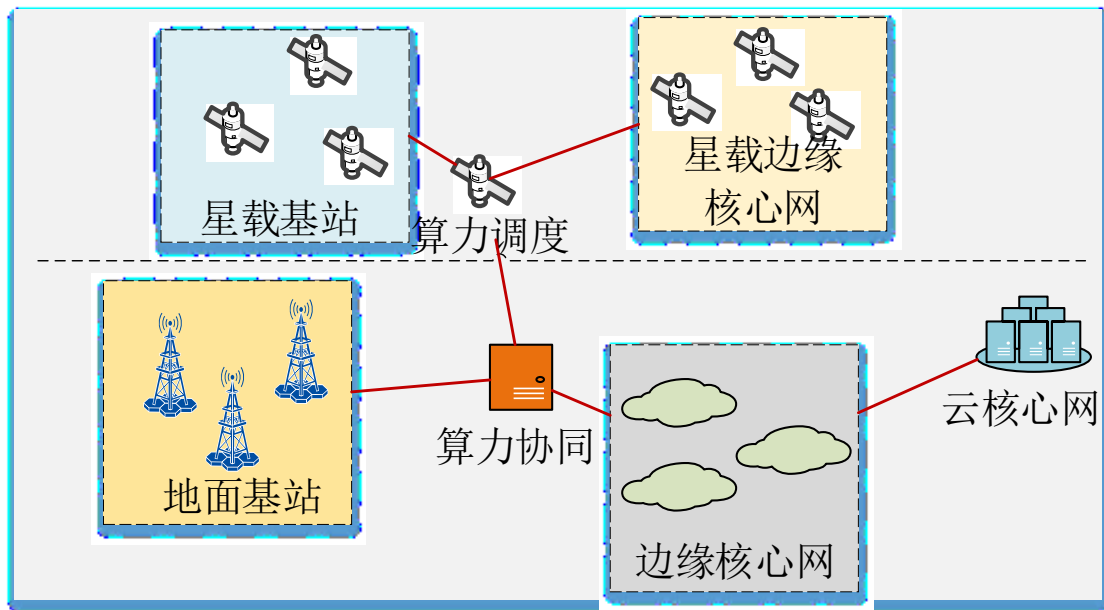 星载边缘
核心网
星载基站
算力调度
云核心网
算力协同
地面基站
边缘核心网